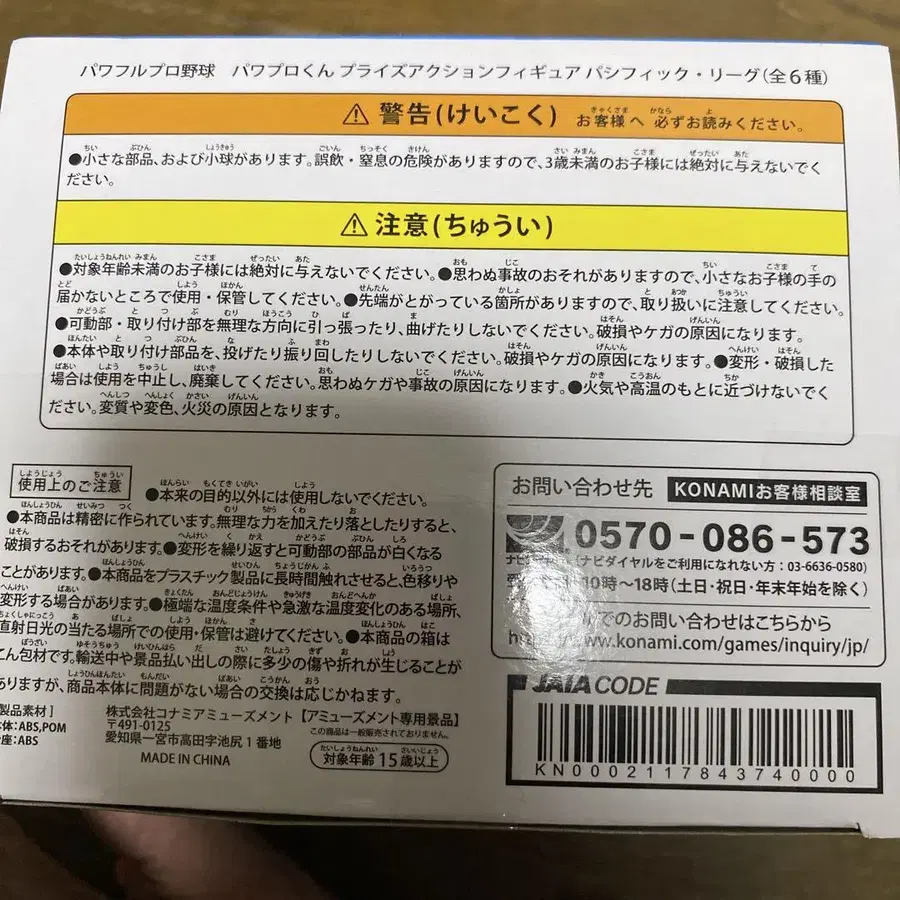 パワフルプロ野球 パワプロくん プライズアクションフィギュア パシフィック・リーグ(全6種)
警告(けいこく) お客様へ 必ずお読みください。
●小さな部品、および小球があります。誤飲・窒息の危険がありますので、3歳未満のお子様には絶対に与えないでく
ださい。
注意(ちゅうい)
●対象年齢未満のお子様には絶対に与えないでください。●思わぬ事故のおそれがありますので、小さなお子様の手の
届かないところで使用・保管してください。●先端がとがっている箇所がありますので、取り扱いに注意してください。
●可動部・取り付け部を無理な方向に引っ張ったり、曲げたりしないでください。破損やケガの原因になります。
●本体や取り付け部品を、投げたり振り回したりしないでください。破損やケガの原因になります。●変形・破損した
場合は使用を中止し、廃棄してください。思わぬケガや事故の原因になります。●火気や高温のもとに近づけないでく
ださい。変質や変色、火災の原因となります。
使用上のご注意
●本来の目的以外には使用しないでください。
●本商品は精密に作られています。無理な力を加えたり落としたりすると、
破損するおそれがあります。●変形を繰り返すと可動部の部品が白くなる
ことがあります。●本商品をプラスチック製品に長時間触れさせると、色移りや
変形する場合があります。●極端な温度条件や急激な温度変化のある場所、
直射日光の当たる場所での使用・保管は避けてください。●本商品の箱は
こん包材です。輸送中や景品払い出しの際に多少の傷や折れが生じることが
ありますが、商品本体に問題がない場合の交換は応じかねます。
製品素材]
体:ABS,POM
座:ABS
株式会社コナミアミューズメント [アミューズメント専用景品]
〒491-0125
この商品は一般販売されておりません。
愛知県一宮市高田字池尻1番地
MADE IN CHINA
対象年齢 15歳以上
お問い合わせ先 KONAMIお客様相談室
0570-086-573
ナビ (ナビダイヤルをご利用になれない方:03-6636-0580)
10時~18時(土日・祝日・年末年始を除く)
でのお問い合わせはこちらから
www.konami.com/games/inquiry/jp/
JAIA CODE
KN00021178437400000